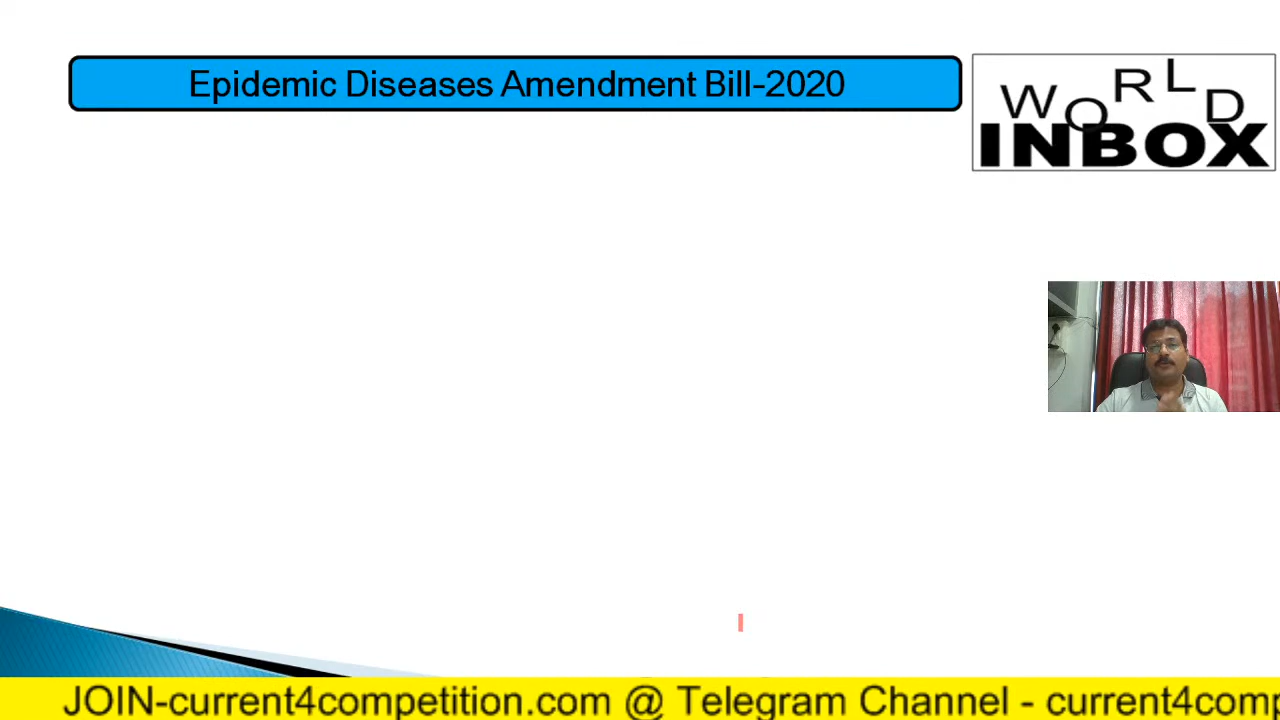 Epidemic Diseases Amendment Bill-2020
WORLD
INBOX
JOIN-current4competition.com @ Telegram Channel - current4comp